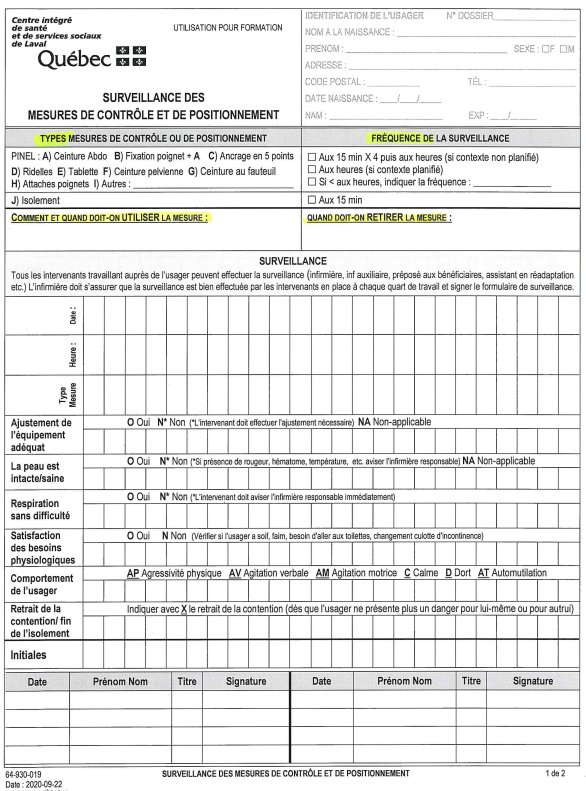 Centre intégré
de santé
et de services sociaux
de Laval
Québec
UTILISATION POUR FORMATION
SURVEILLANCE DES
MESURES DE CONTRÔLE ET DE POSITIONNEMENT
IDENTIFICATION DE L'USAGER N° DOSSIER
NOM À LA NAISSANCE :
PRENOM : SEXE : ☐F ☐M
ADRESSE :
CODE POSTAL : TÉL :
DATE NAISSANCE : ___/___/___
NAM : EXP : ___/___
TYPES MESURES DE CONTRÔLE OU DE POSITIONNEMENT
PINEL : A) Ceinture Abdo B) Fixation poignet + A C) Ancrage en 5 points
D) Ridelles E) Tablette F) Ceinture pelvienne G) Ceinture au fauteuil
H) Attaches poignets I) Autres :
J) Isolement
FRÉQUENCE DE LA SURVEILLANCE
☐ Aux 15 min X 4 puis aux heures (si contexte non planifié)
☐ Aux heures (si contexte planifié)
☐ Si < aux heures, indiquer la fréquence :
☐ Aux 15 min
COMMENT ET QUAND DOIT-ON UTILISER LA MESURE :
QUAND DOIT-ON RETIRER LA MESURE :
SURVEILLANCE
Tous les intervenants travaillant auprès de l'usager peuvent effectuer la surveillance (infirmière, inf auxiliaire, préposé aux bénéficiaires, assistant en réadaptation
etc.) L'infirmière doit s'assurer que la surveillance est bien effectuée par les intervenants en place à chaque quart de travail et signer le formulaire de surveillance.
Date :
Heure :
Type
Mesure
Ajustement de
l'équipement
adéquat
O Oui N* Non (*L'intervenant doit effectuer l'ajustement nécessaire) NA Non-applicable
La peau est
intacte/saine
O Oui N* Non (*Si présence de rougeur, hématome, température, etc. aviser l'infirmière responsable) NA Non-applicable
Respiration
sans difficulté
O Oui N* Non (*L'intervenant doit aviser l'infirmière responsable immédiatement)
Satisfaction
des besoins
physiologiques
O Oui N Non (Vérifier si l'usager a soif, faim, besoin d'aller aux toilettes, changement culotte d'incontinence)
Comportement
de l'usager
AP Agressivité physique AV Agitation verbale AM Agitation motrice C Calme D Dort AT Automutilation
Retrait de la
contention/ fin
de l'isolement
Indiquer avec X le retrait de la contention (dès que l'usager ne présente plus un danger pour lui-même ou pour autrui)
Initiales
Date Prénom Nom Titre Signature Date Prénom Nom Titre Signature
64-930-019 SURVEILLANCE DES MESURES DE CONTRÔLE ET DE POSITIONNEMENT 1 de 2
Date : 2020-09-22